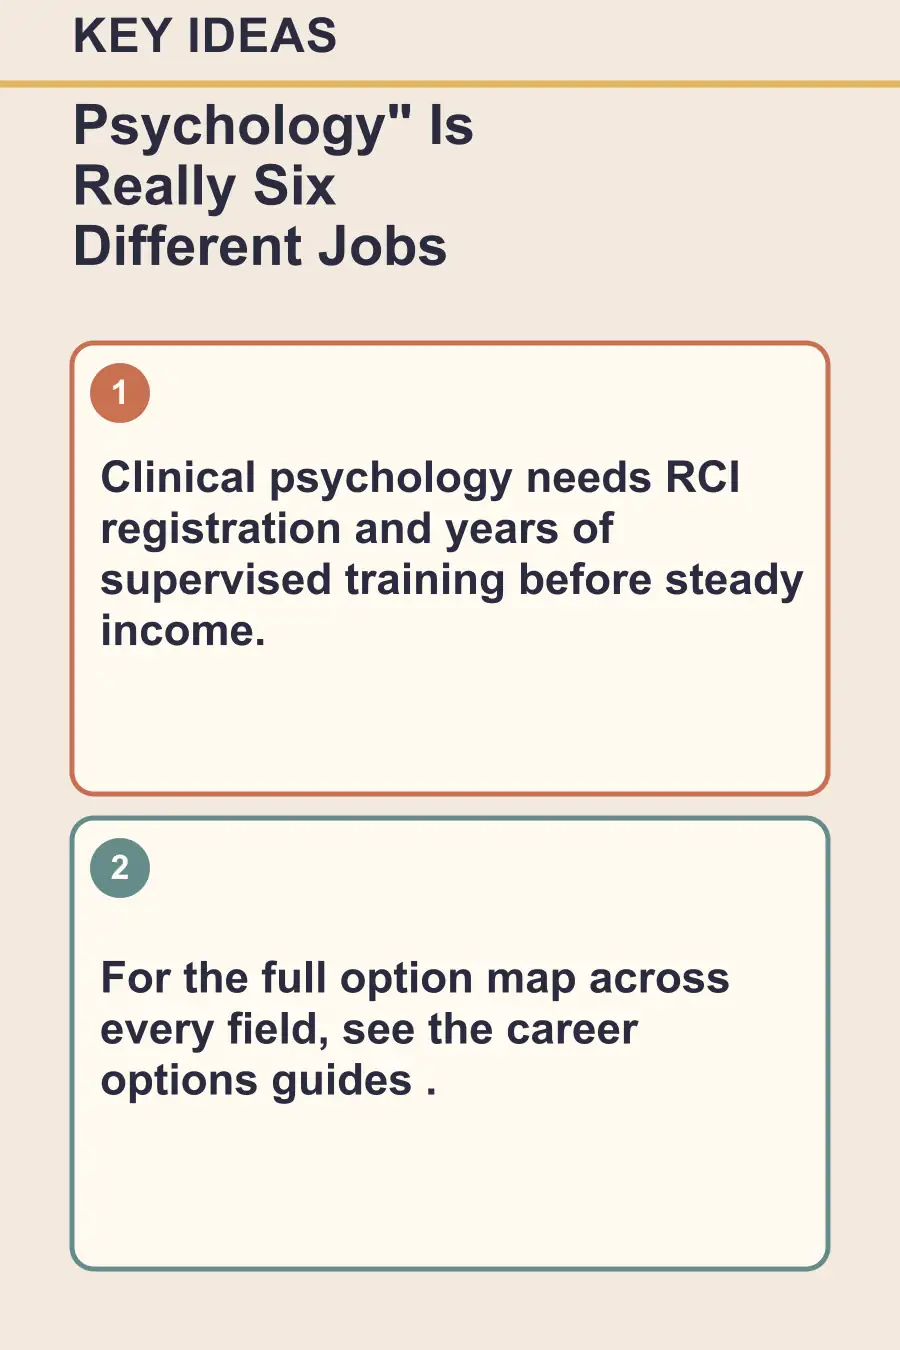 KEY IDEAS
Psychology" Is
Really Six
Different Jobs
1
Clinical psychology needs RCI
registration and years of
supervised training before steady
income.
2
For the full option map across
every field, see the career
options guides .